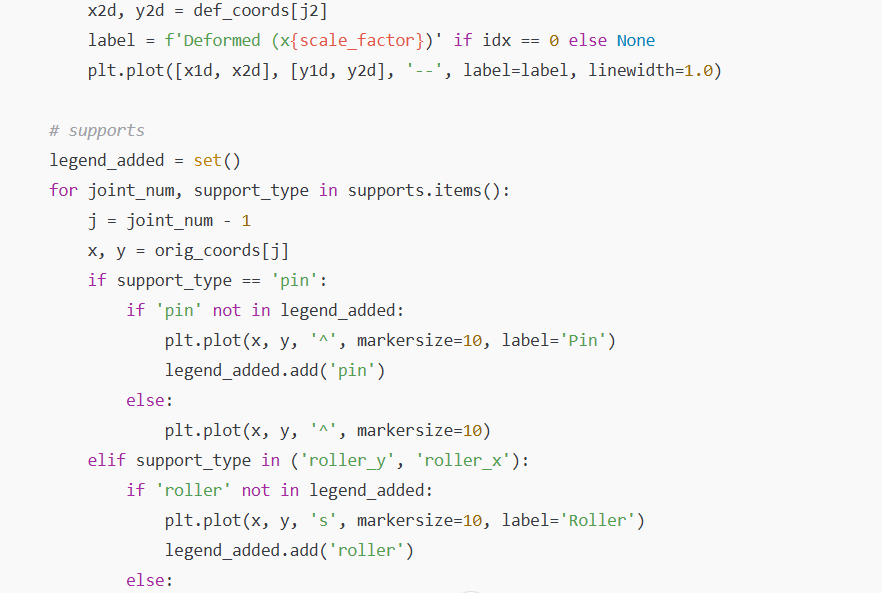 x2d, y2d = def_coords[j2]
label = f'Deformed (x{scale_factor})' if idx == 0 else None
plt.plot([x1d, x2d], [y1d, y2d], '--', label=label, linewidth=1.0)
# supports
legend_added = set()
for joint_num, support_type in supports.items():
j = joint_num - 1
x, y = orig_coords[j]
if support_type == 'pin':
if 'pin' not in legend_added:
plt.plot(x, y, '^', markersize=10, label='Pin')
legend_added.add('pin')
else:
plt.plot(x, y, '^', markersize=10)
elif support_type in ('roller_y', 'roller_x'):
if 'roller' not in legend_added:
plt.plot(x, y, 's', markersize=10, label='Roller')
legend_added.add('roller')
else: